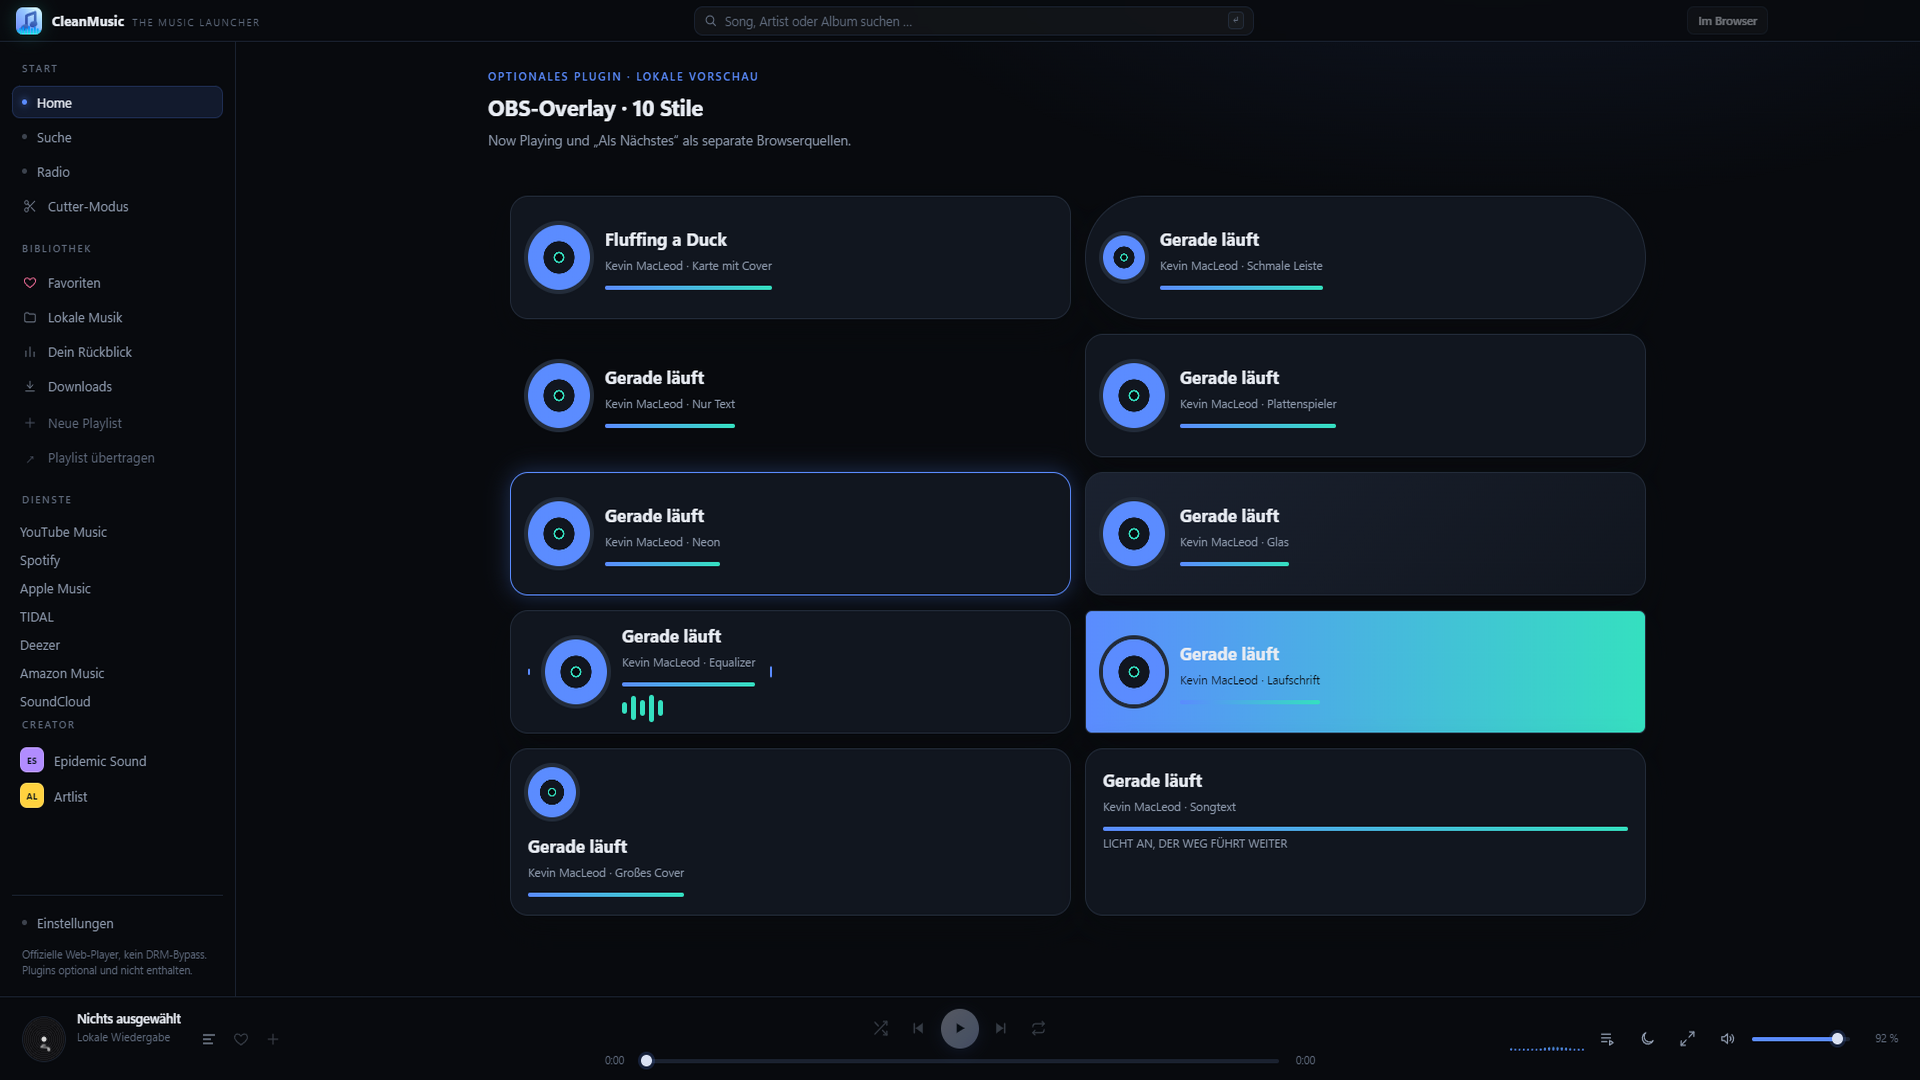 CleanMusic THE MUSIC LAUNCHER
Song, Artist oder Album suchen ...
Im Browser
START
Home
Suche
Radio
Cutter-Modus
BIBLIOTHEK
Favoriten
Lokale Musik
Dein Rückblick
Downloads
Neue Playlist
Playlist übertragen
DIENSTE
YouTube Music
Spotify
Apple Music
TIDAL
Deezer
Amazon Music
SoundCloud
CREATOR
ES Epidemic Sound
AL Artlist
Einstellungen
Offizielle Web-Player, kein DRM-Bypass.
Plugins optional und nicht enthalten.
OPTIONALES PLUGIN · LOKALE VORSCHAU
OBS-Overlay · 10 Stile
Now Playing und „Als Nächstes“ als separate Browserquellen.
Fluffing a Duck
Kevin MacLeod · Karte mit Cover
Gerade läuft
Kevin MacLeod · Schmale Leiste
Gerade läuft
Kevin MacLeod · Nur Text
Gerade läuft
Kevin MacLeod · Plattenspieler
Gerade läuft
Kevin MacLeod · Neon
Gerade läuft
Kevin MacLeod · Glas
Gerade läuft
Kevin MacLeod · Equalizer
Gerade läuft
Kevin MacLeod · Laufschrift
Gerade läuft
Kevin MacLeod · Großes Cover
Gerade läuft
Kevin MacLeod · Songtext
LICHT AN, DER WEG FÜHRT WEITER
Nichts ausgewählt
Lokale Wiedergabe
0:00
0:00
92 %